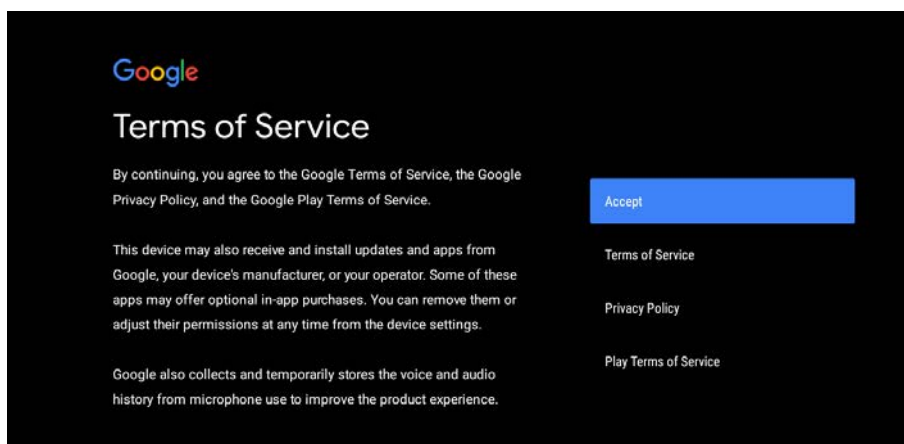 Google
Terms of Service
By continuing, you agree to the Google Terms of Service, the Google
Privacy Policy, and the Google Play Terms of Service.
This device may also receive and install updates and apps from
Google, your device's manufacturer, or your operator. Some of these
apps may offer optional in-app purchases. You can remove them or
adjust their permissions at any time from the device settings.
Google also collects and temporarily stores the voice and audio
history from microphone use to improve the product experience.
Accept
Terms of Service
Privacy Policy
Play Terms of Service